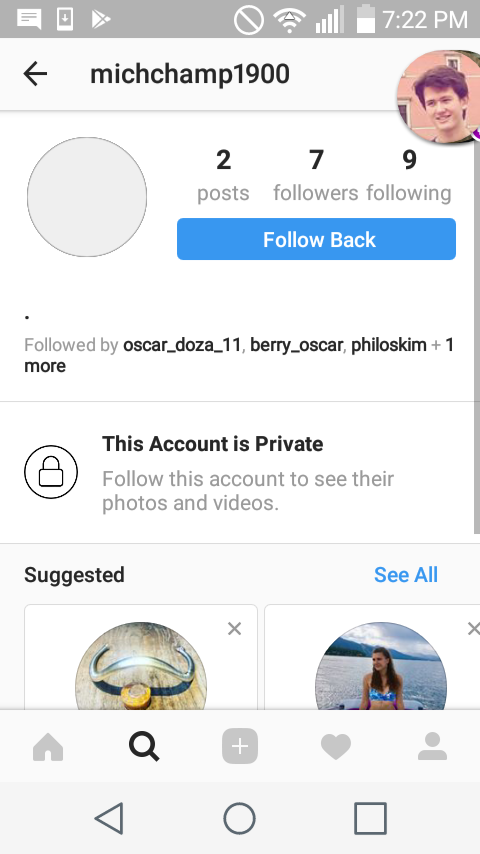 7:22 PM
michchamp1900
2 7 9
posts followers following
Follow Back
.
Followed by oscar_doza_11, berry_oscar, philoskim + 1
more
This Account is Private
Follow this account to see their
photos and videos.
Suggested See All